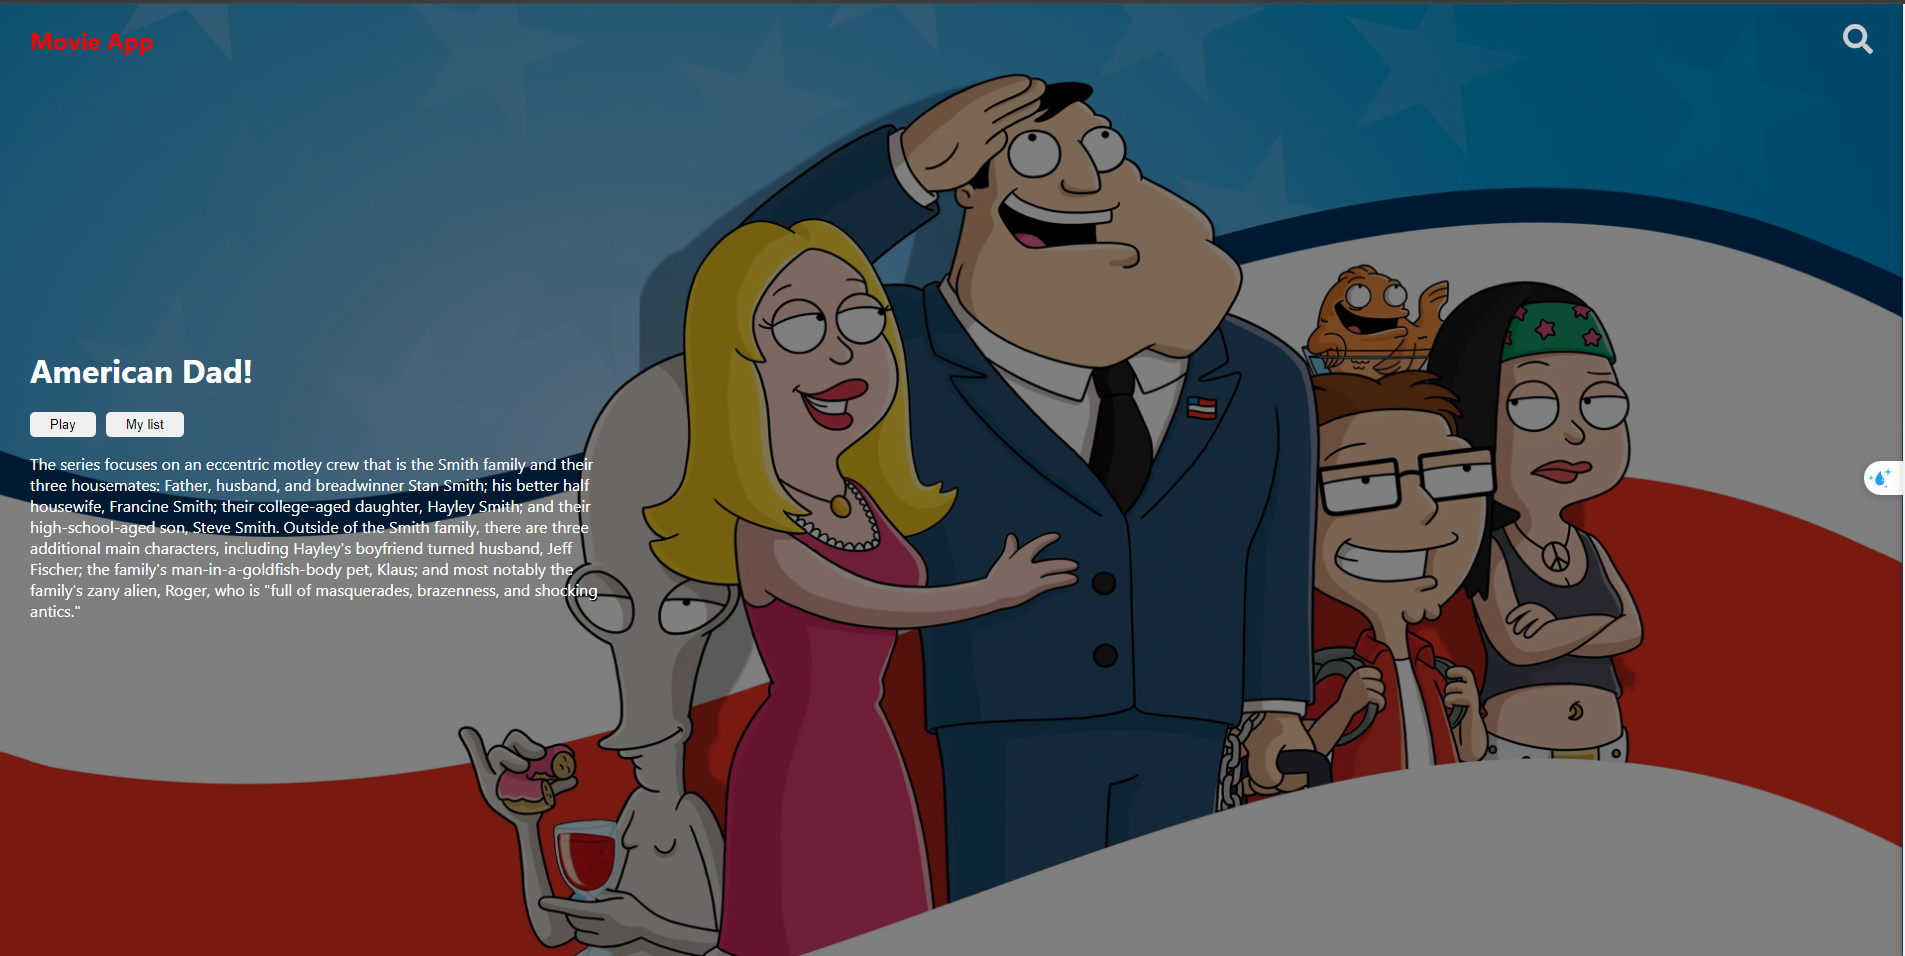 Movie App
American Dad!
Play
My list
The series focuses on an eccentric motley crew that is the Smith family and their
three housemates: Father, husband, and breadwinner Stan Smith; his better half
housewife, Francine Smith; their college-aged daughter, Hayley Smith; and their
high-school-aged son, Steve Smith. Outside of the Smith family, there are three
additional main characters, including Hayley's boyfriend turned husband, Jeff
Fischer; the family's man-in-a-goldfish-body pet, Klaus; and most notably the
family's zany alien, Roger, who is "full of masquerades, brazenness, and shocking
antics."